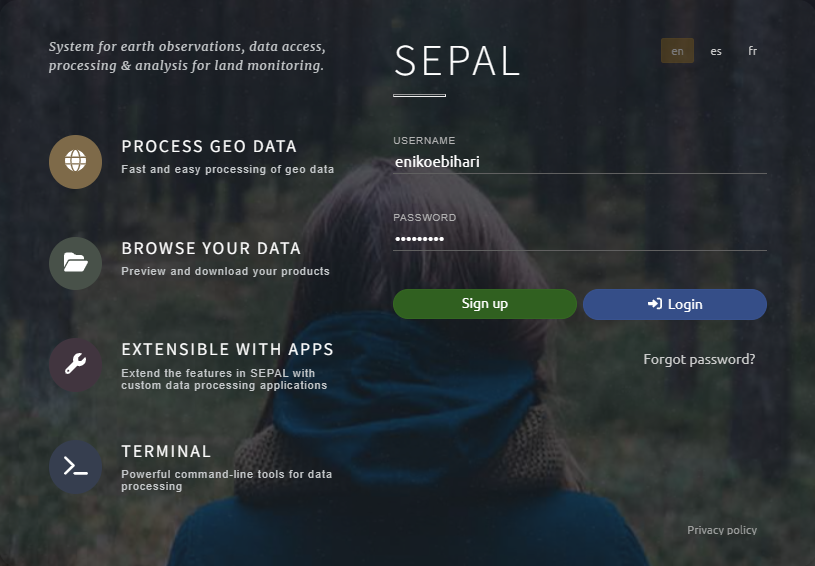 System for earth observations, data access,
processing & analysis for land monitoring.
PROCESS GEO DATA
Fast and easy processing of geo data
BROWSE YOUR DATA
Preview and download your products
EXTENSIBLE WITH APPS
Extend the features in SEPAL with
custom data processing applications
TERMINAL
Powerful command-line tools for data
processing
SEPAL
en es fr
USERNAME
enikoebihari
PASSWORD
•••••••••
Sign up
Login
Forgot password?
Privacy policy